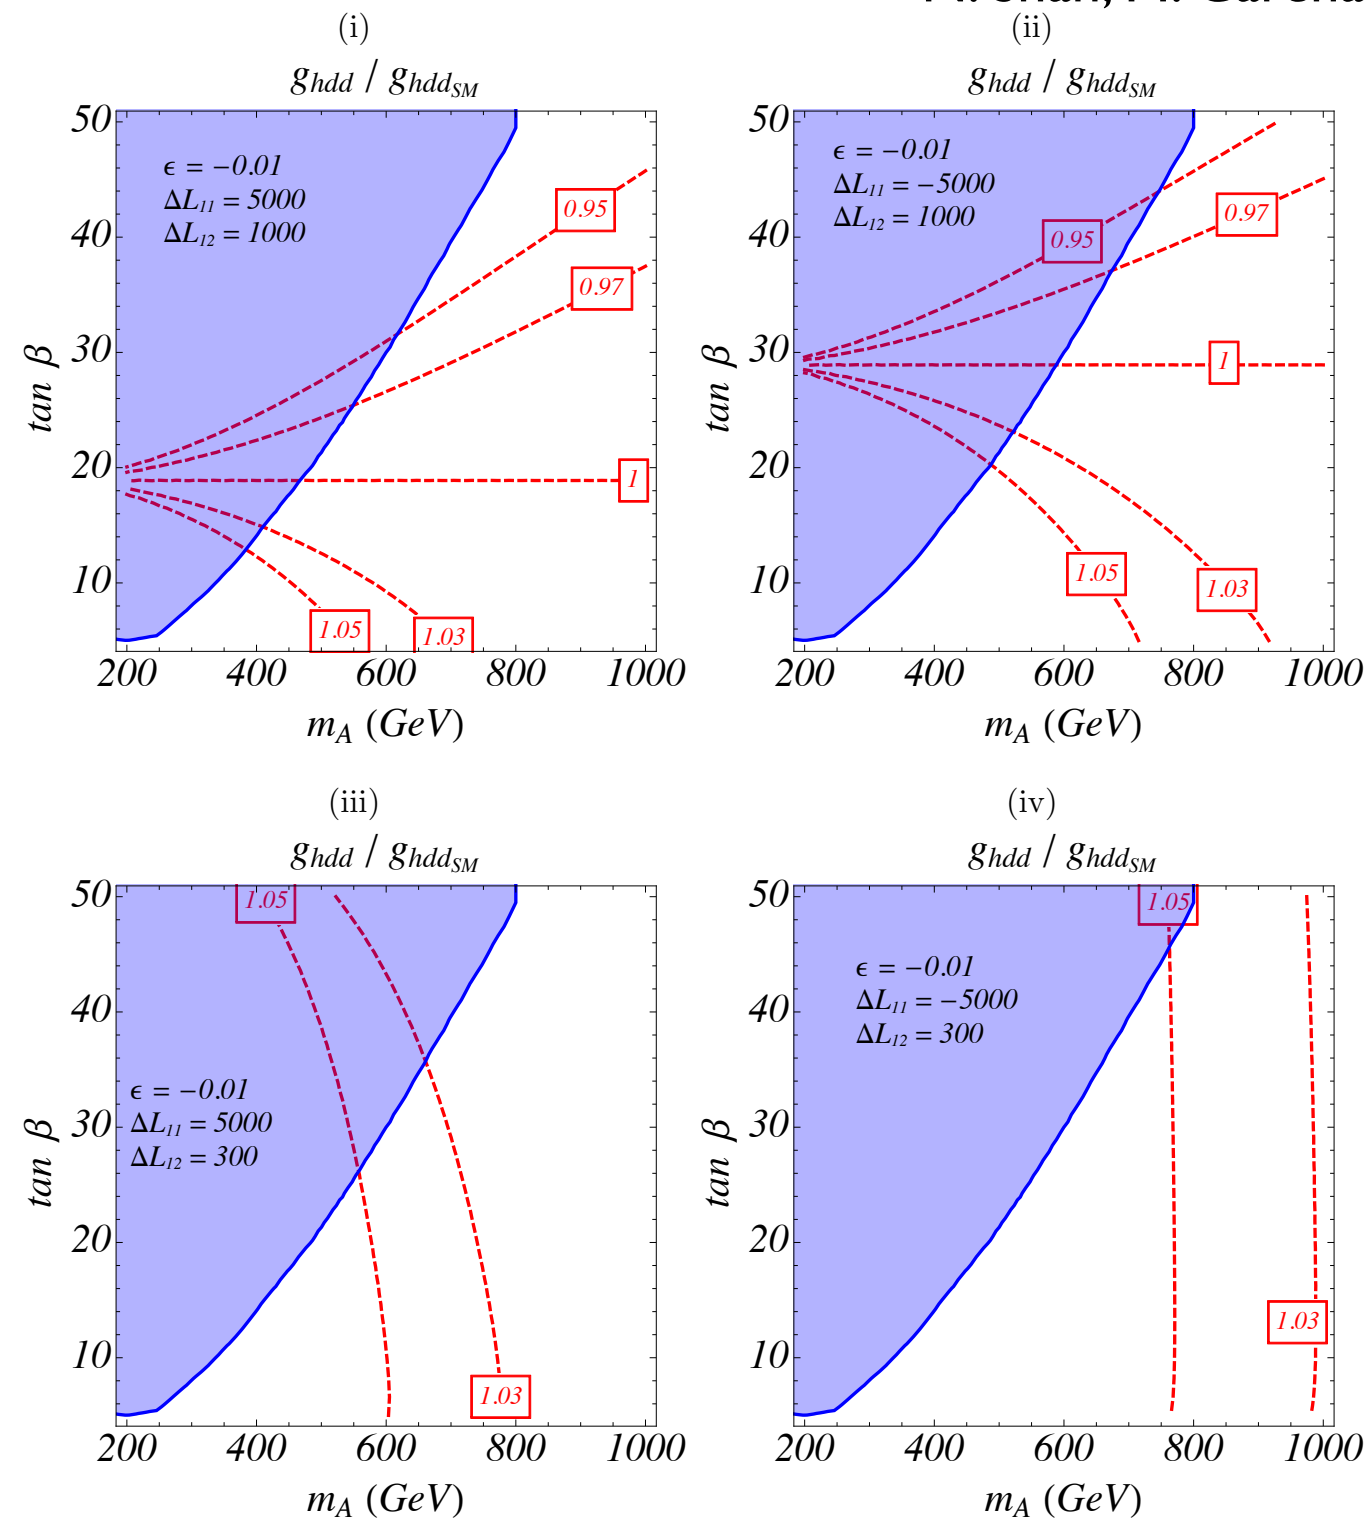 (i)
g_hdd / g_hdd_SM
50
40
30
20
10
tan β
ϵ = −0.01
ΔL₁₁ = 5000
ΔL₁₂ = 1000
0.95
0.97
1
1.05
1.03
200 400 600 800 1000
m_A (GeV)
(ii)
g_hdd / g_hdd_SM
50
40
30
20
10
tan β
ϵ = −0.01
ΔL₁₁ = −5000
ΔL₁₂ = 1000
0.95
0.97
1
1.05
1.03
200 400 600 800 1000
m_A (GeV)
(iii)
g_hdd / g_hdd_SM
50
40
30
20
10
tan β
1.05
ϵ = −0.01
ΔL₁₁ = 5000
ΔL₁₂ = 300
1.03
200 400 600 800 1000
m_A (GeV)
(iv)
g_hdd / g_hdd_SM
50
40
30
20
10
tan β
1.05
ϵ = −0.01
ΔL₁₁ = −5000
ΔL₁₂ = 300
1.03
200 400 600 800 1000
m_A (GeV)